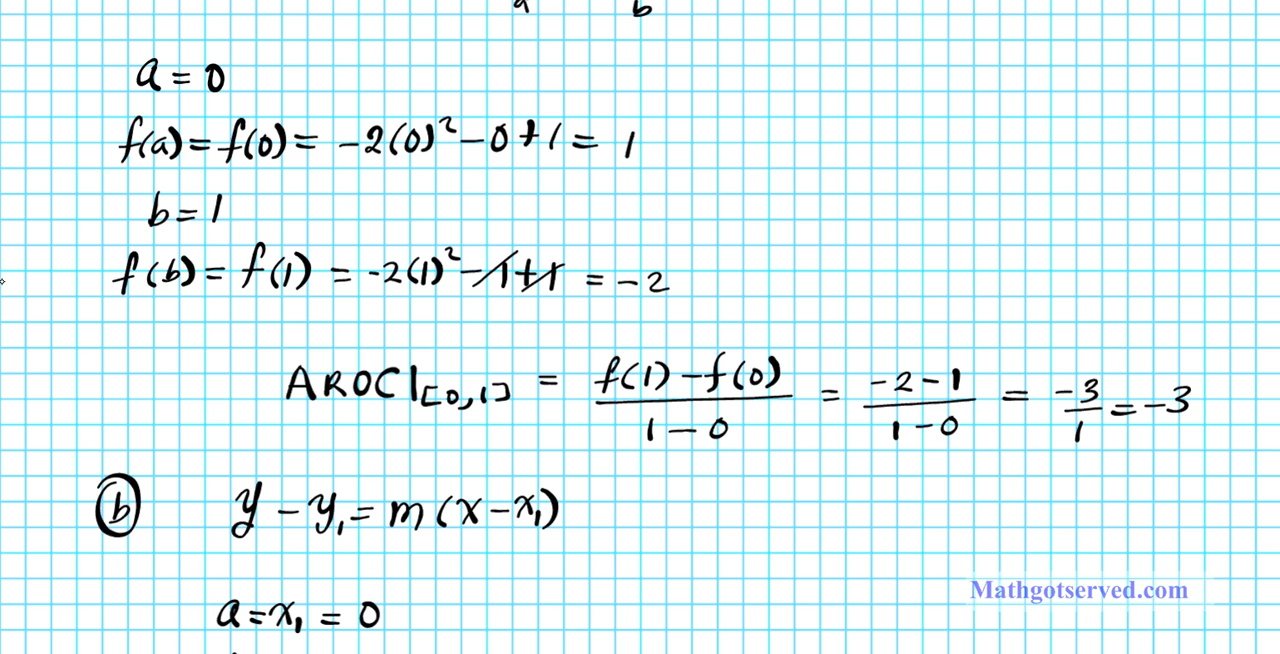 a b
a = 0
f(a) = f(0) = -2(0)² - 0 + 1 = 1
b = 1
f(b) = f(1) = -2(1)² - 1 + 1 = -2
AROC|[0,1] = f(1) - f(0) / 1 - 0 = -2 - 1 / 1 - 0 = -3 / 1 = -3
(b) y - y₁ = m(x - x₁)
Mathgotserved.com
a = x₁ = 0